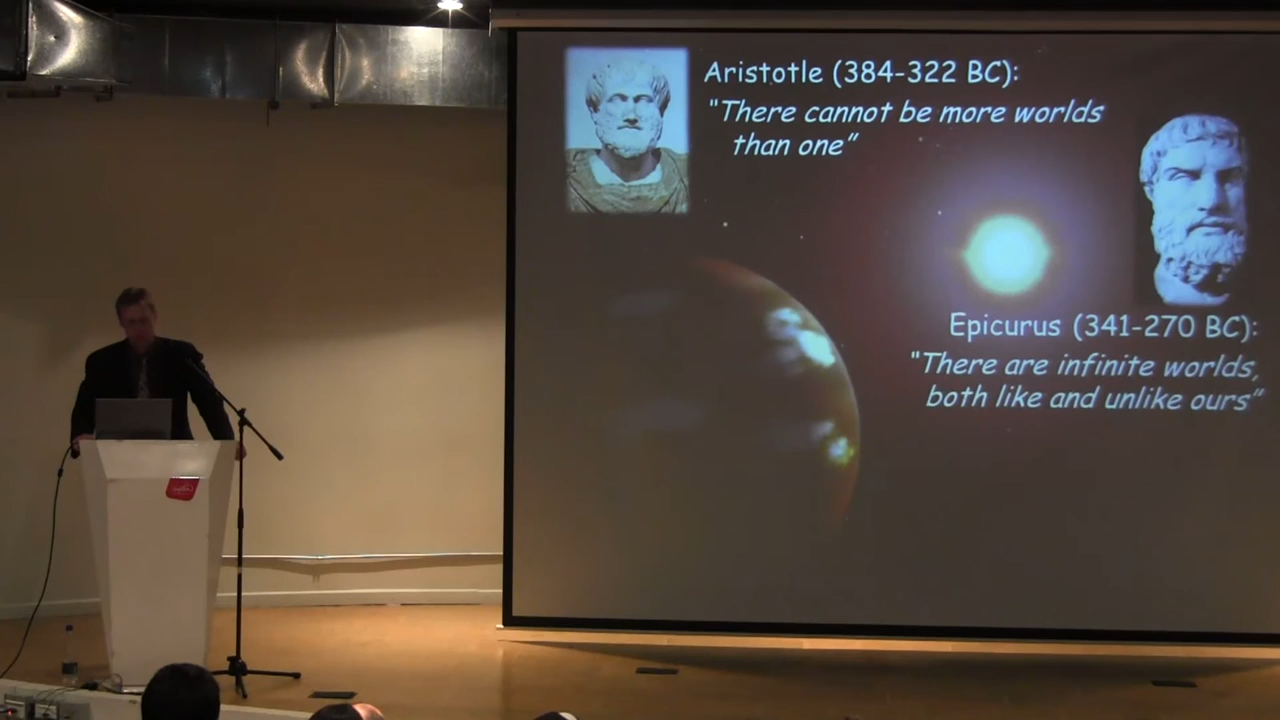 Aristotle (384-322 BC):
"There cannot be more worlds
than one”
Epicurus (341-270 BC):
"There are infinite worlds,
both like and unlike ours”